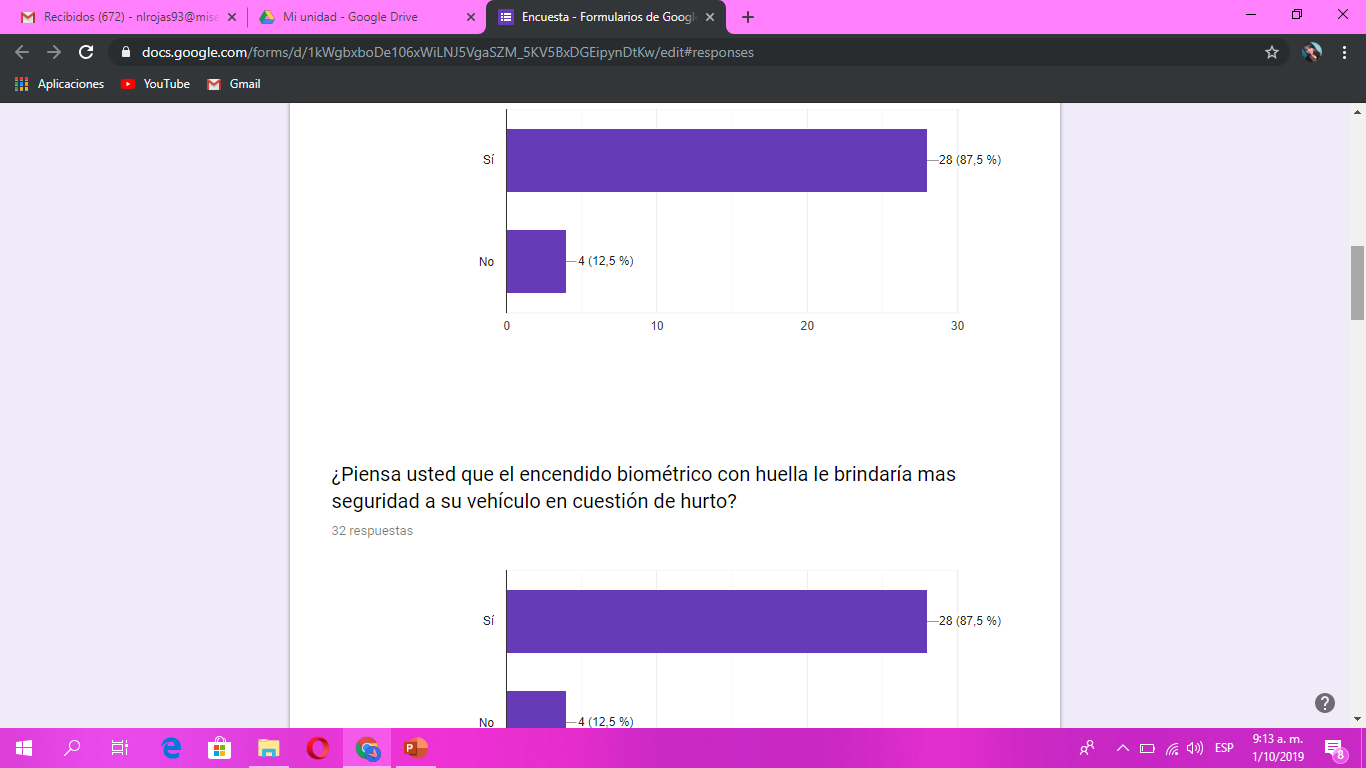 Recibidos (672) - nlrojas93@mise
Mi unidad - Google Drive
Encuesta - Formularios de Google
docs.google.com/forms/d/1kWgbxboDe106xWiLNJ5VgaSZM_5KV5BxDGEipynDtKw/edit#responses
Aplicaciones
YouTube
Gmail
Sí
28 (87,5 %)
No
4 (12,5 %)
0 10 20 30
¿Piensa usted que el encendido biométrico con huella le brindaría mas
seguridad a su vehículo en cuestión de hurto?
32 respuestas
Sí
28 (87,5 %)
No
4 (12,5 %)
ESP
9:13 a. m.
1/10/2019
8